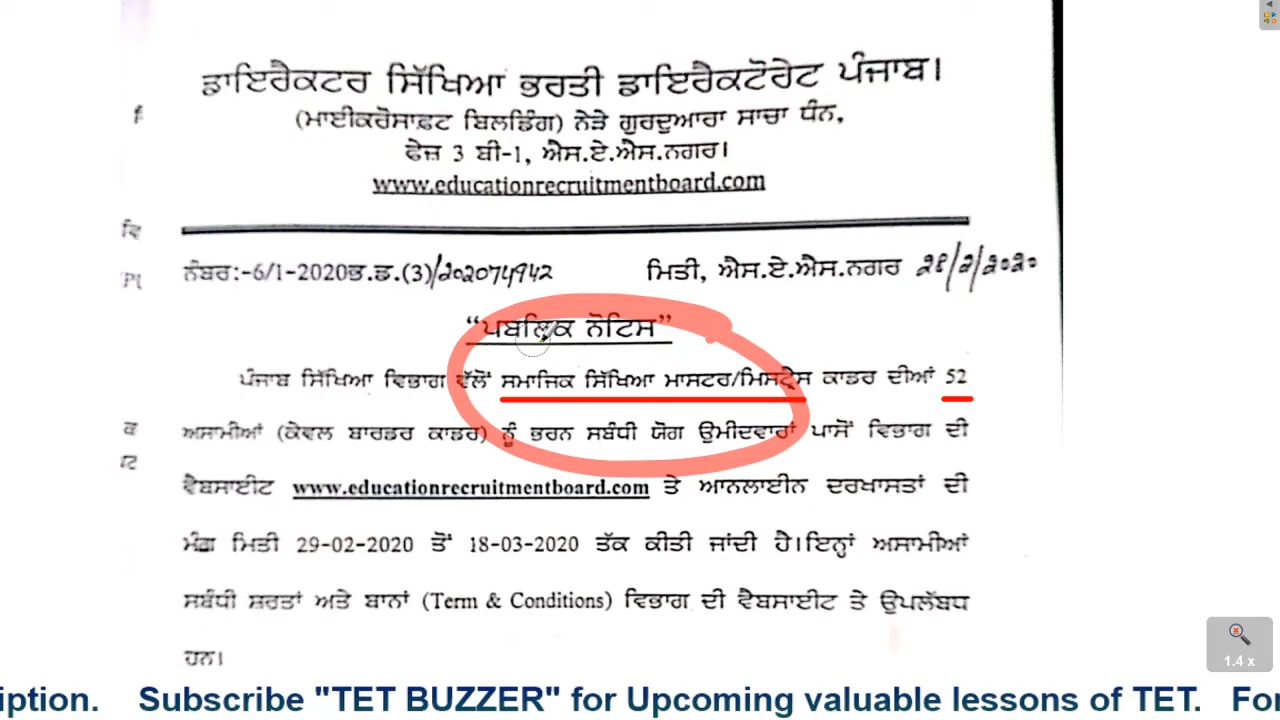 ਡਾਇਰੈਕਟਰ ਸਿੱਖਿਆ ਭਰਤੀ ਡਾਇਰੈਕਟੋਰੇਟ ਪੰਜਾਬ।
(ਮਾਈਕਰੋਸਾਫ਼ਟ ਬਿਲਡਿੰਗ) ਨੇੜੇ ਗੁਰਦੁਆਰਾ ਸਾਚਾ ਧੰਨ,
ਫੇਜ਼ 3 ਬੀ-1, ਐਸ.ਏ.ਐਸ.ਨਗਰ।
www.educationrecruitmentboard.com
ਨੰਬਰ:-6/1-2020ਭ.ਡ.(3)/ ਮਿਤੀ, ਐਸ.ਏ.ਐਸ.ਨਗਰ
“ਪਬਲਿਕ ਨੋਟਿਸ”
ਪੰਜਾਬ ਸਿੱਖਿਆ ਵਿਭਾਗ ਵੱਲੋਂ ਸਮਾਜਿਕ ਸਿੱਖਿਆ ਮਾਸਟਰ/ਮਿਸਟ੍ਰੈਸ ਕਾਡਰ ਦੀਆਂ 52
ਅਸਾਮੀਆਂ (ਕੇਵਲ ਬਾਰਡਰ ਕਾਡਰ) ਨੂੰ ਭਰਨ ਸਬੰਧੀ ਯੋਗ ਉਮੀਦਵਾਰਾਂ ਪਾਸੋਂ ਵਿਭਾਗ ਦੀ
ਵੈਬਸਾਈਟ www.educationrecruitmentboard.com ਤੇ ਆਨਲਾਈਨ ਦਰਖਾਸਤਾਂ ਦੀ
ਮੰਗ ਮਿਤੀ 29-02-2020 ਤੋਂ 18-03-2020 ਤੱਕ ਕੀਤੀ ਜਾਂਦੀ ਹੈ।ਇਨ੍ਹਾਂ ਅਸਾਮੀਆਂ
ਸਬੰਧੀ ਸ਼ਰਤਾਂ ਅਤੇ ਬਾਨਾਂ (Term & Conditions) ਵਿਭਾਗ ਦੀ ਵੈਬਸਾਈਟ ਤੇ ਉਪਲੱਬਧ
ਹਨ।
1.4 x
iption. Subscribe "TET BUZZER" for Upcoming valuable lessons of TET. For